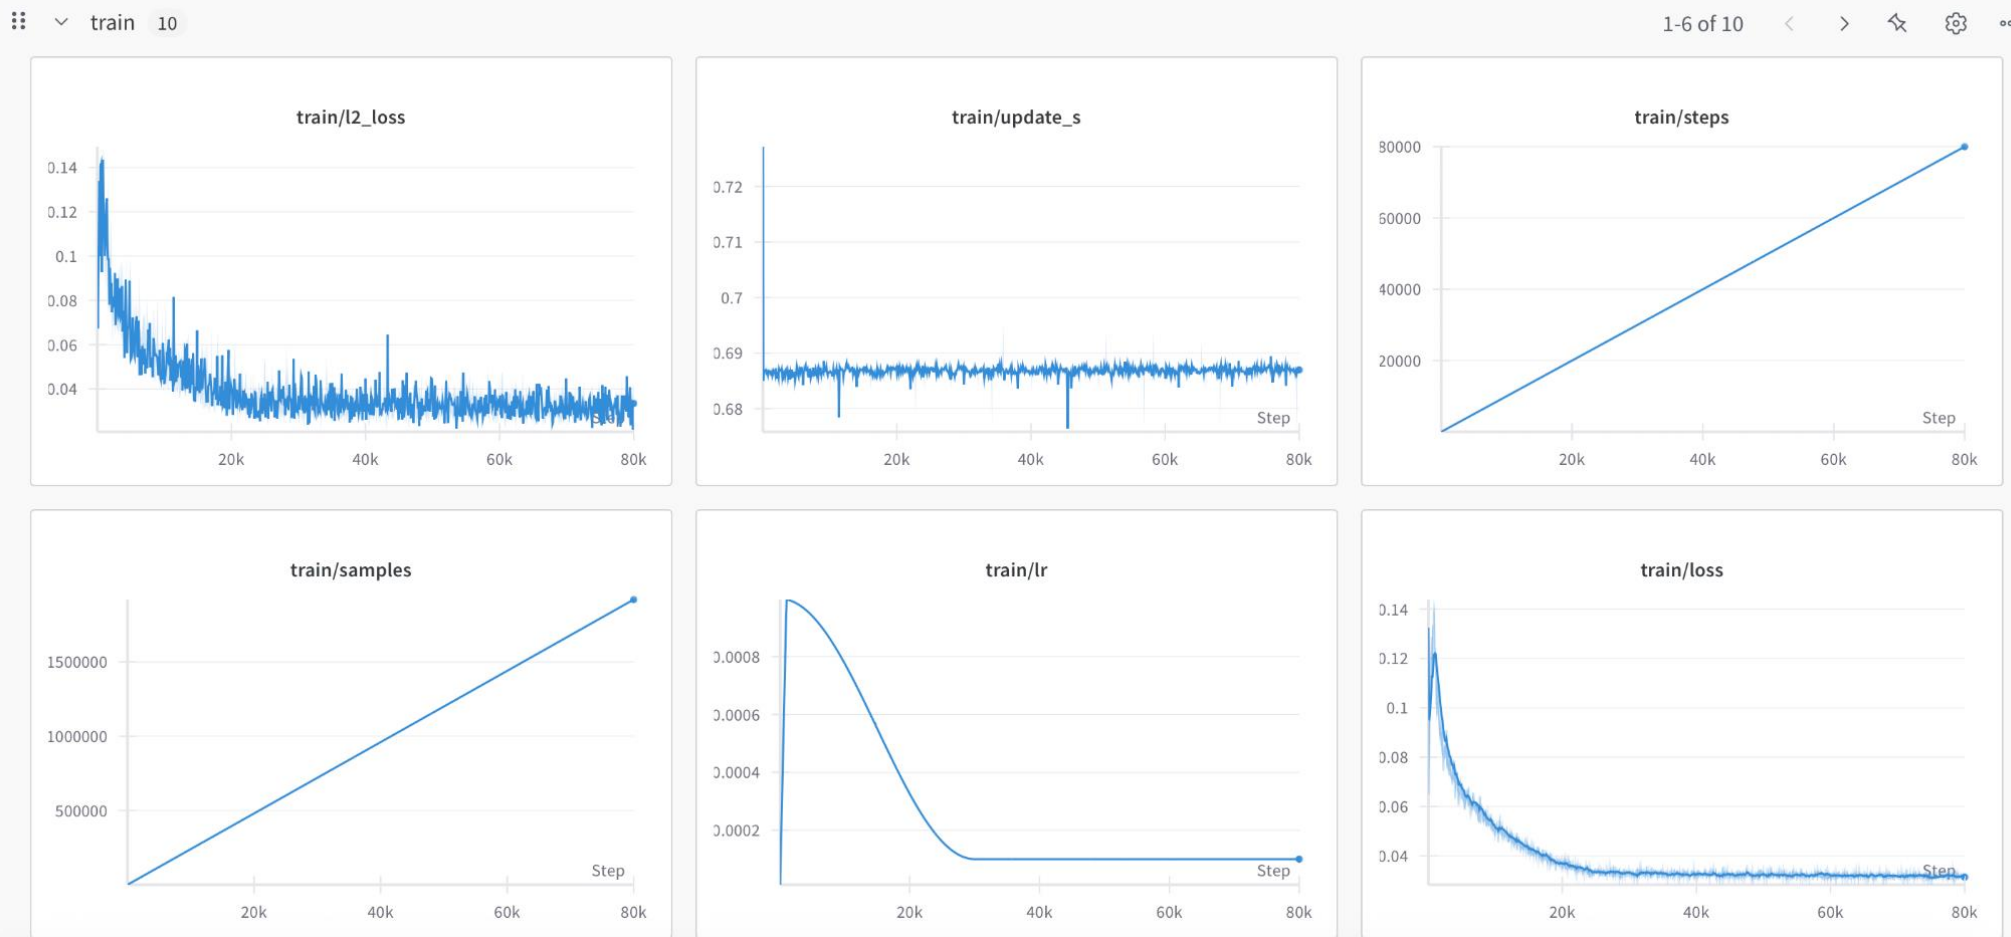 train 10 1-6 of 10
train/l2_loss
0.14
0.12
0.1
0.08
0.06
0.04
Step
20k 40k 60k 80k
train/update_s
0.72
0.71
0.7
0.69
0.68
Step
20k 40k 60k 80k
train/steps
80000
60000
40000
20000
Step
20k 40k 60k 80k
train/samples
1500000
1000000
500000
Step
20k 40k 60k 80k
train/lr
0.0008
0.0006
0.0004
0.0002
Step
20k 40k 60k 80k
train/loss
0.14
0.12
0.1
0.08
0.06
0.04
Step
20k 40k 60k 80k